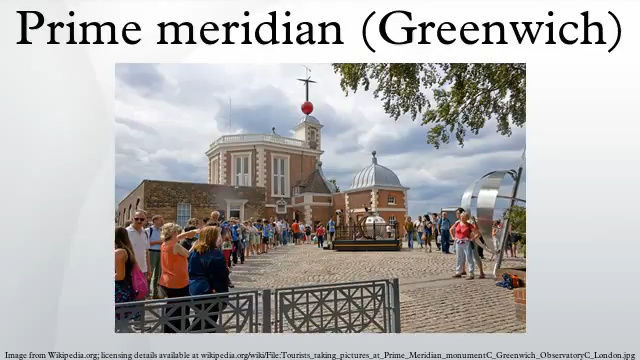 Prime meridian (Greenwich)
Image from Wikipedia.org; licensing details available at wikipedia.org/wiki/File:Tourists_taking_pictures_at_Prime_Meridian_monumentC_Greenwich_ObservatoryC_London.jpg